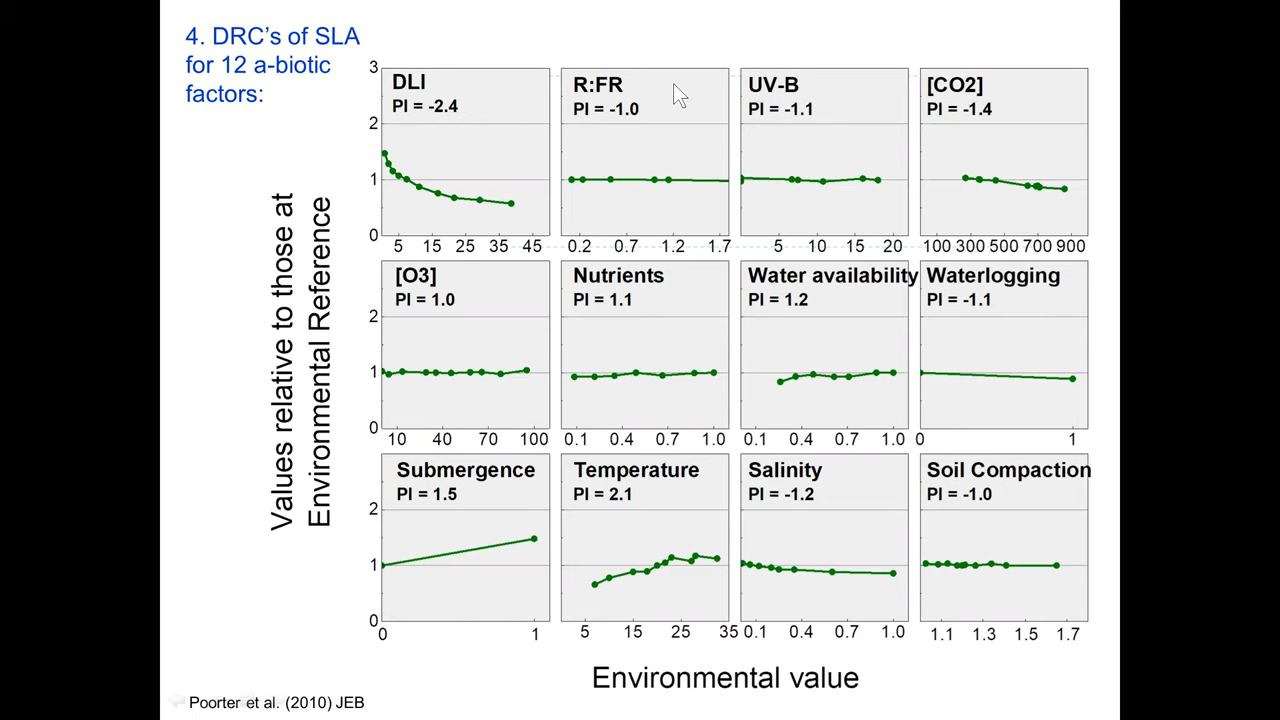 4. DRC's of SLA
for 12 a-biotic
factors:
Values relative to those at
Environmental Reference
3
2
1
0
DLI
PI = -2.4
5 15 25 35 45
R:FR
PI = -1.0
0.2 0.7 1.2 1.7
UV-B
PI = -1.1
5 10 15 20
[CO2]
PI = -1.4
100 300 500 700 900
2
1
0
[O3]
PI = 1.0
10 40 70 100
Nutrients
PI = 1.1
0.1 0.4 0.7 1.0
Water availability
PI = 1.2
0.1 0.4 0.7 1.0
Waterlogging
PI = -1.1
0 1
2
1
0
Submergence
PI = 1.5
0 1
Temperature
PI = 2.1
5 15 25 35
Salinity
PI = -1.2
0.1 0.4 0.7 1.0
Soil Compaction
PI = -1.0
1.1 1.3 1.5 1.7
Environmental value
Poorter et al. (2010) JEB